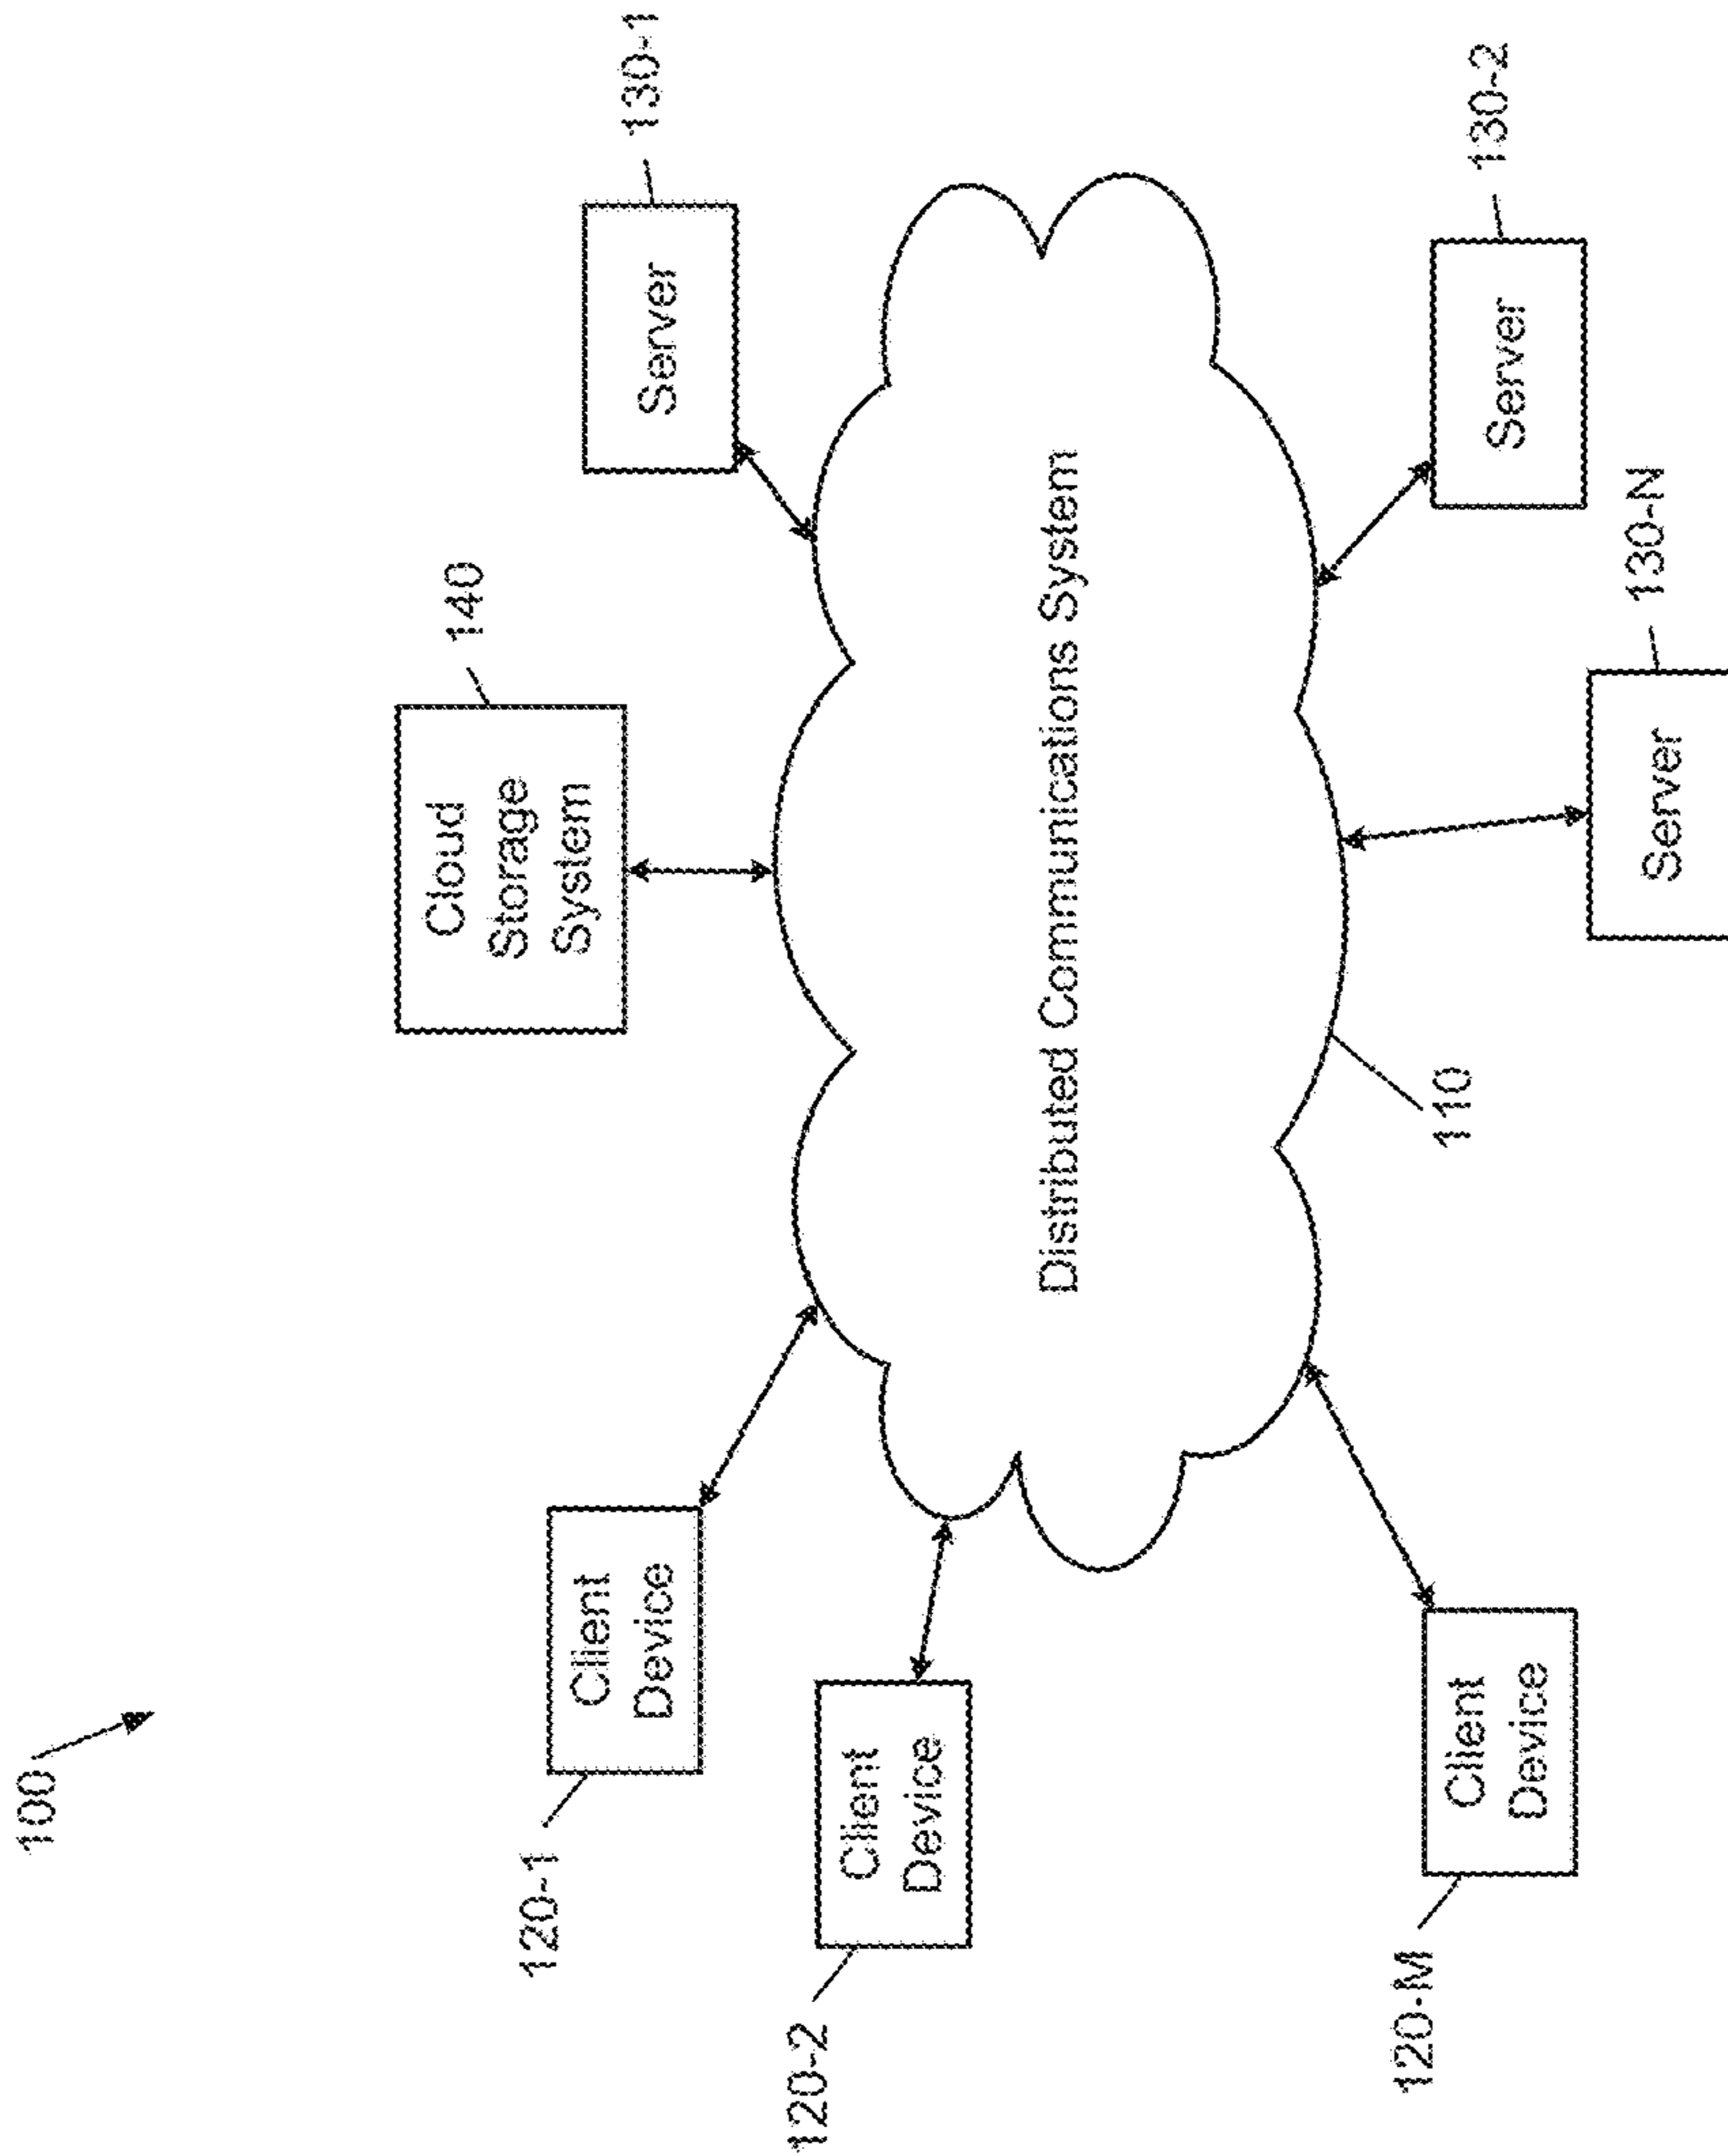 100
140
Cloud
Storage
System
120-1
Client
Device
Server
130-1
120-2
Client
Device
Distributed Communications System
120-M
Client
Device
110
Server
130-N
Server
130-2